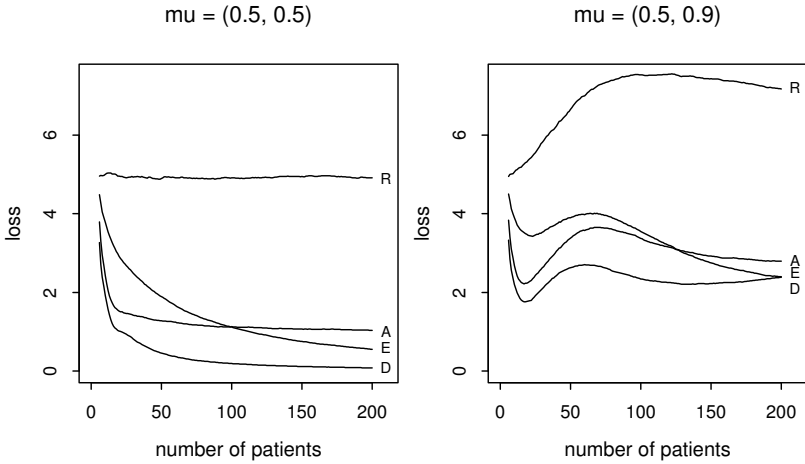 mu = (0.5, 0.5)
loss
6
4
2
0
R
A
E
D
0 50 100 150 200
number of patients
mu = (0.5, 0.9)
loss
6
4
2
0
R
A
E
D
0 50 100 150 200
number of patients